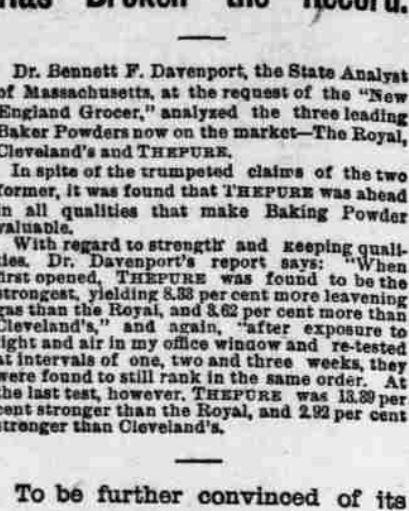 Has Broken the Record.
Dr. Bennett F. Davenport, the State Analyst
of Massachusetts, at the request of the "New
England Grocer," analyzed the three leading
Baker Powders now on the market—The Royal,
Cleveland's and THEPURE.
In spite of the trumpeted claims of the two
former, it was found that THEPURE was ahead
in all qualities that make Baking Powder
valuable.
With regard to strength and keeping quali-
ties, Dr. Davenport's report says: "When
first opened, THEPURE was found to be the
strongest, yielding 8.33 per cent more leavening
gas than the Royal, and 3.62 per cent more than
Cleveland's," and again, "after exposure to
light and air in my office window and re-tested
at intervals of one, two and three weeks, they
were found to still rank in the same order. At
the last test, however, THEPURE was 13.89 per
cent stronger than the Royal, and 2.92 per cent
stronger than Cleveland's.
To be further convinced of its